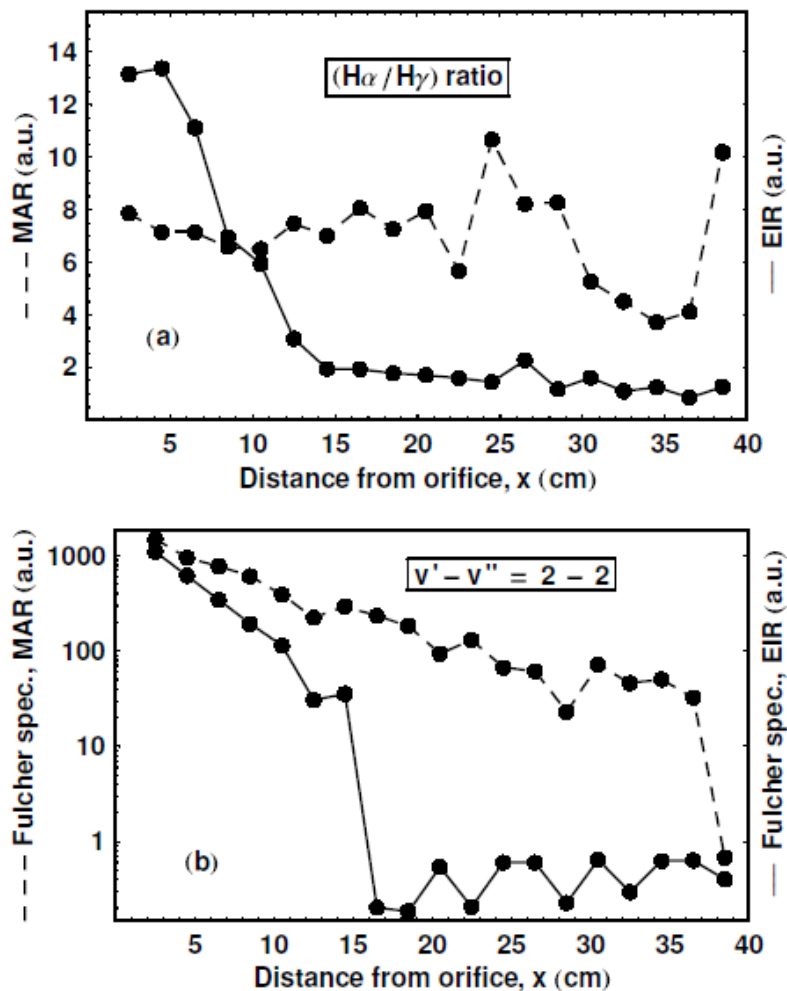 (Hα/Hγ) ratio
– – – MAR (a.u.)
— EIR (a.u.)
14
12
10
8
6
4
2
(a)
5 10 15 20 25 30 35 40
Distance from orifice, x (cm)
v' – v'' = 2 – 2
– – – Fulcher spec., MAR (a.u.)
— Fulcher spec., EIR (a.u.)
1000
100
10
1
(b)
5 10 15 20 25 30 35 40
Distance from orifice, x (cm)